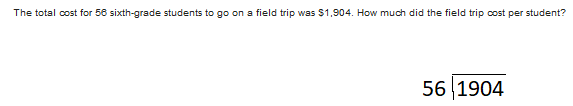 The total cost for 56 sixth-grade students to go on a field trip was $1,904. How much did the field trip cost per student?
56 1904